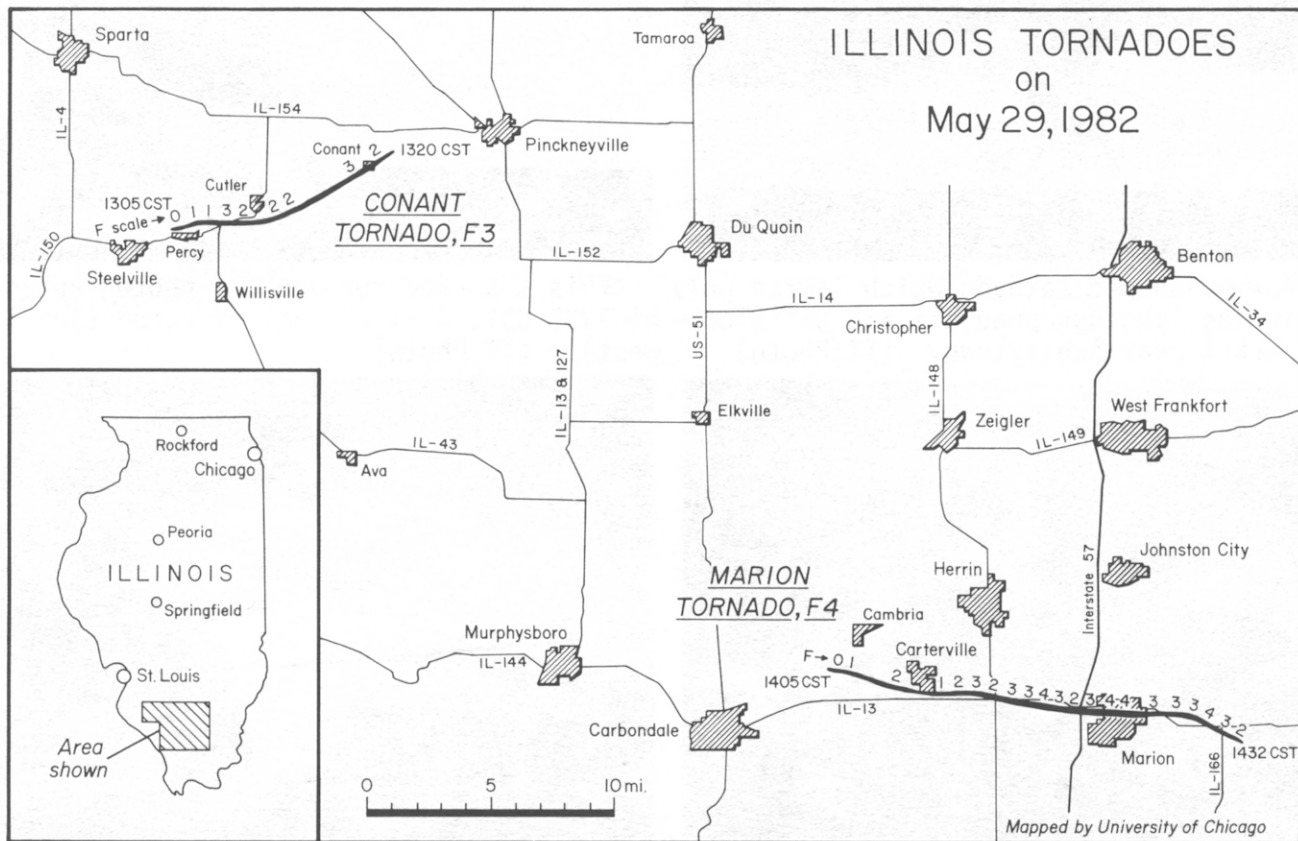 ILLINOIS TORNADOES
on
May 29, 1982
Sparta
Tamaroa
IL-4
IL-154
Pinckneyville
Conant
3 2
1320 CST
Cutler
1305 CST
F scale→ 0 1 1 3 2 2 2
CONANT
TORNADO, F3
IL-150
Steelville
Percy
Willisville
IL-152
Du Quoin
Benton
IL-14
IL-34
Christopher
US-51
IL-13 & 127
IL-148
Elkville
Zeigler
West Frankfort
IL-149
IL-43
Ava
Rockford
Chicago
Peoria
ILLINOIS
Springfield
St. Louis
Area
shown
Johnston City
Interstate 57
Herrin
MARION
TORNADO, F4
Cambria
Murphysboro
IL-144
Carterville
F→ 0 1 2 1 2 3 2 3 3 4-3 2 3 4-4 3 3 3 4 3-2
1405 CST
Carbondale
IL-13
Marion
1432 CST
IL-166
0 5 10 mi.
Mapped by University of Chicago